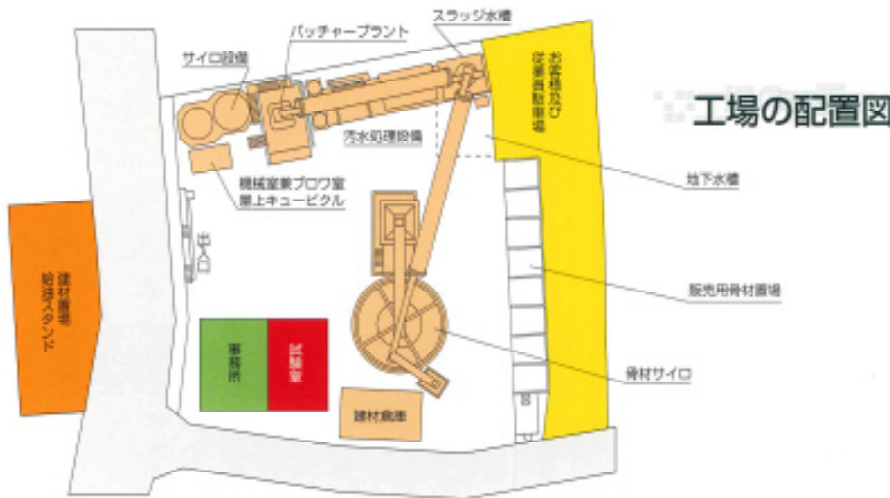 工場の配置図
スラッジ水槽
バッチャープラント
サイロ設備
お客様及び
従業員駐車場
汚水処理設備
地下水槽
機械室兼ブロワ室
屋上キュービクル
出入口
建材置場
給油スタンド
販売用骨材置場
事務所
試験室
骨材サイロ
建材倉庫